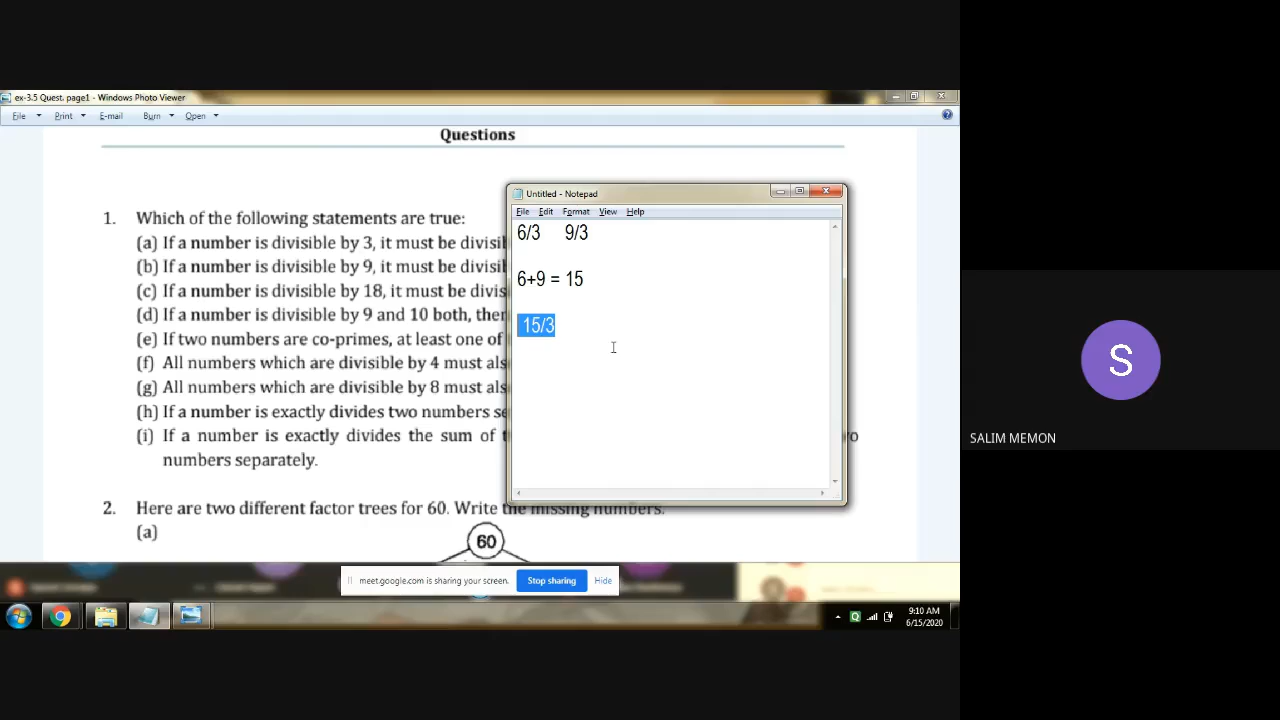 ex-3.5 Quest. page1 - Windows Photo Viewer
File Print E-mail Burn Open
Questions
1. Which of the following statements are true:
(a) If a number is divisible by 3, it must be divisi
(b) If a number is divisible by 9, it must be divisi
(c) If a number is divisible by 18, it must be divis
(d) If a number is divisible by 9 and 10 both, then
(e) If two numbers are co-primes, at least one of
(f) All numbers which are divisible by 4 must als
(g) All numbers which are divisible by 8 must als
(h) If a number is exactly divides two numbers se
(i) If a number is exactly divides the sum of t
numbers separately.
2. Here are two different factor trees for 60. Write the missing numbers.
(a)
60
Untitled - Notepad
File Edit Format View Help
6/3 9/3
6+9 = 15
15/3
meet.google.com is sharing your screen. Stop sharing Hide
9:10 AM
6/15/2020
S
SALIM MEMON